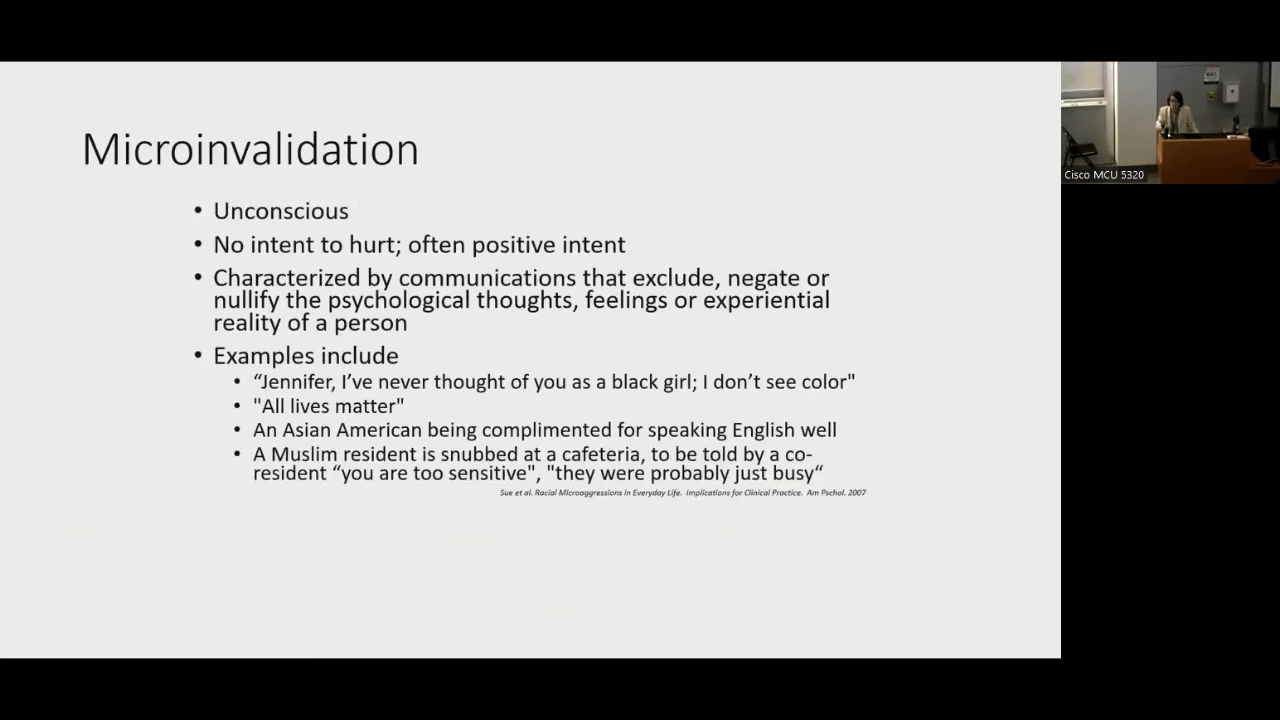 Microinvalidation
• Unconscious
• No intent to hurt; often positive intent
• Characterized by communications that exclude, negate or
nullify the psychological thoughts, feelings or experiential
reality of a person
• Examples include
• “Jennifer, I’ve never thought of you as a black girl; I don’t see color"
• "All lives matter"
• An Asian American being complimented for speaking English well
• A Muslim resident is snubbed at a cafeteria, to be told by a co-
resident “you are too sensitive", "they were probably just busy“
Sue et al. Racial Microaggressions in Everyday Life. Implications for Clinical Practice. Am Pschol. 2007
Cisco MCU 5320